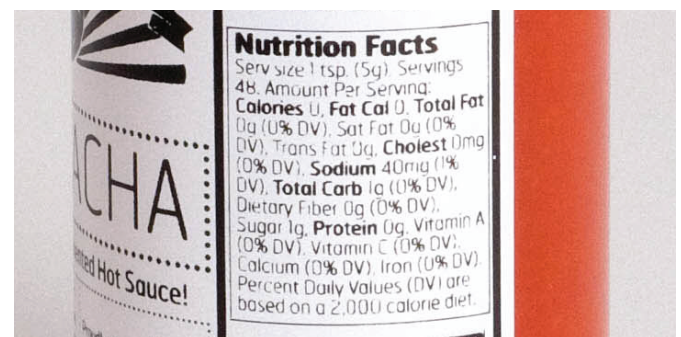 Nutrition Facts
Serv size 1 tsp. (5g). Servings
48. Amount Per Serving:
Calories 0, Fat Cal 0, Total Fat
0g (0% DV), Sat Fat 0g (0%
DV), Trans Fat 0g, Cholest 0mg
(0% DV), Sodium 40mg (1%
DV), Total Carb 1g (0% DV),
Dietary Fiber 0g (0% DV),
Sugar 1g, Protein 0g, Vitamin A
(0% DV), Vitamin C (0% DV),
Calcium (0% DV), Iron (0% DV).
Percent Daily Values (DV) are
based on a 2,000 calorie diet.
ACHA
ented Hot Sauce!